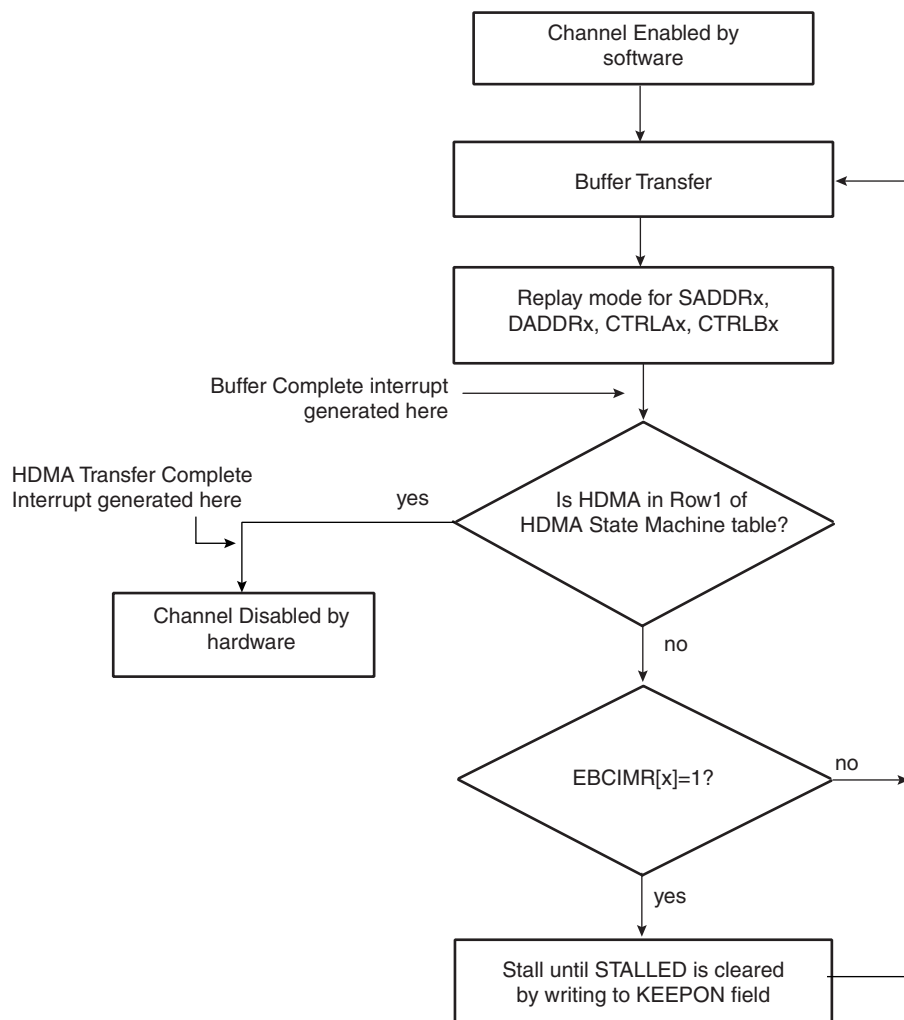 Channel Enabled by
software
Buffer Transfer
Replay mode for SADDRx,
DADDRx, CTRLAx, CTRLBx
Buffer Complete interrupt
generated here
HDMA Transfer Complete
Interrupt generated here
yes
Is HDMA in Row1 of
HDMA State Machine table?
Channel Disabled by
hardware
no
EBCIMR[x]=1?
no
yes
Stall until STALLED is cleared
by writing to KEEPON field